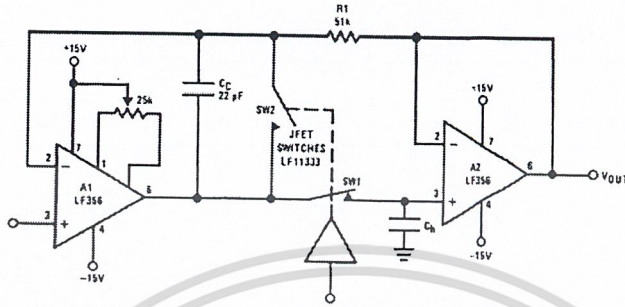 R1
51k
+15V
25k
CC
22 pF
SW2
JFET
SWITCHES
LF11333
+15V
2
7
1
A1
LF356
6
3
4
-15V
SW1
Ch
2
7
A2
LF356
6
3
4
-15V
VOUT